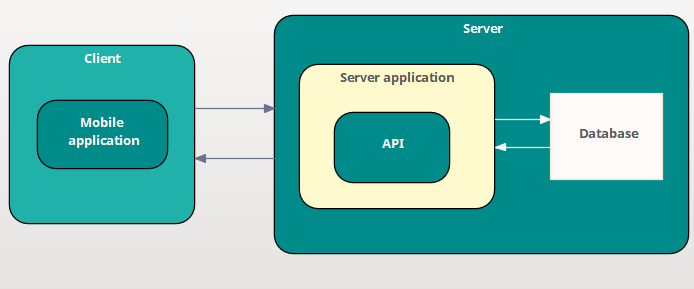 Client
Mobile
application
Server
Server application
API
Database